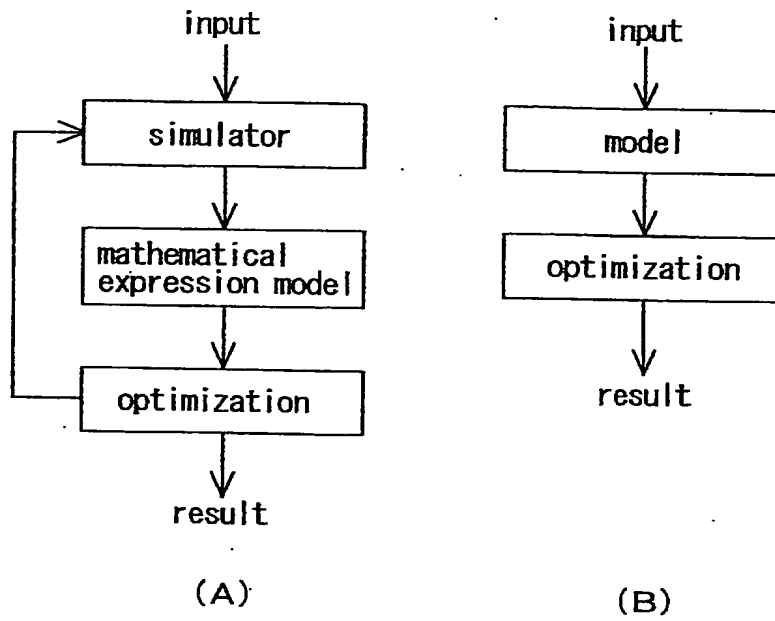 input
simulator
mathematical
expression model
optimization
result
(A)
input
model
optimization
result
(B)